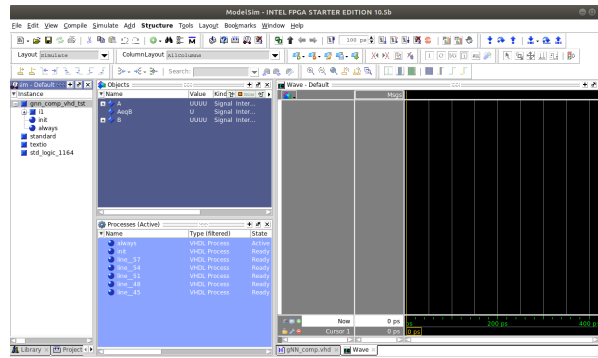 ModelSim - INTEL FPGA STARTER EDITION 10.5b
File Edit View Compile Simulate Add Structure Tools Layout Bookmarks Window Help
100 ps
Layout Simulate
ColumnLayout AllColumns
Search:
sim - Default
Instance
gnn_comp_vhd_tst
i1
init
always
standard
textio
std_logic_1164
Objects
Name Value Kind
A UUUU Signal Inter...
AeqB U Signal Inter...
B UUUU Signal Inter...
Processes (Active)
Name Type (filtered) State
always VHDL Process Active
init VHDL Process Ready
line__57 VHDL Process Ready
line__54 VHDL Process Ready
line__51 VHDL Process Ready
line__48 VHDL Process Ready
line__45 VHDL Process Ready
Wave - Default
Msgs
Now 0 ps
ps 200 ps 400 p
Cursor 1 0 ps 0 ps
Library Project
gNN_comp.vhd Wave